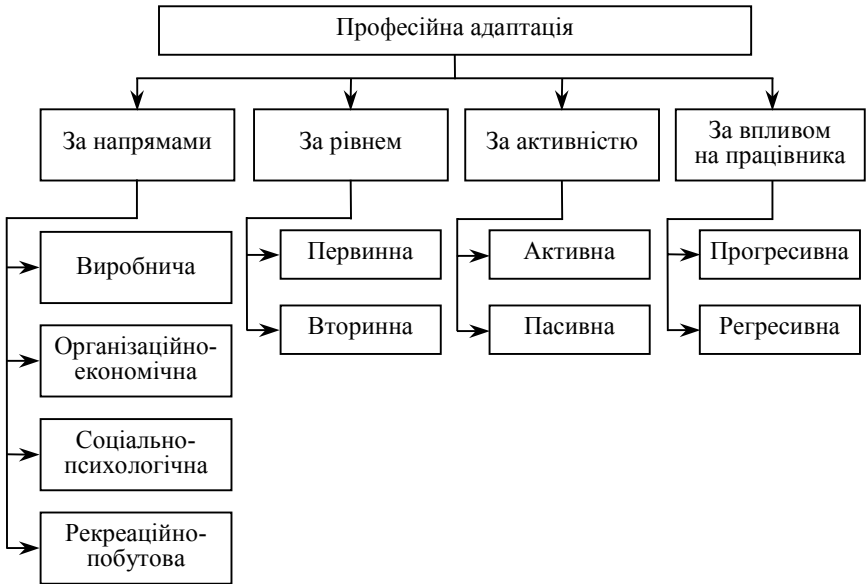 Професійна адаптація
За напрямами
За рівнем
За активністю
За впливом
на працівника
Виробнича
Організаційно-
економічна
Соціально-
психологічна
Рекреаційно-
побутова
Первинна
Вторинна
Активна
Пасивна
Прогресивна
Регресивна